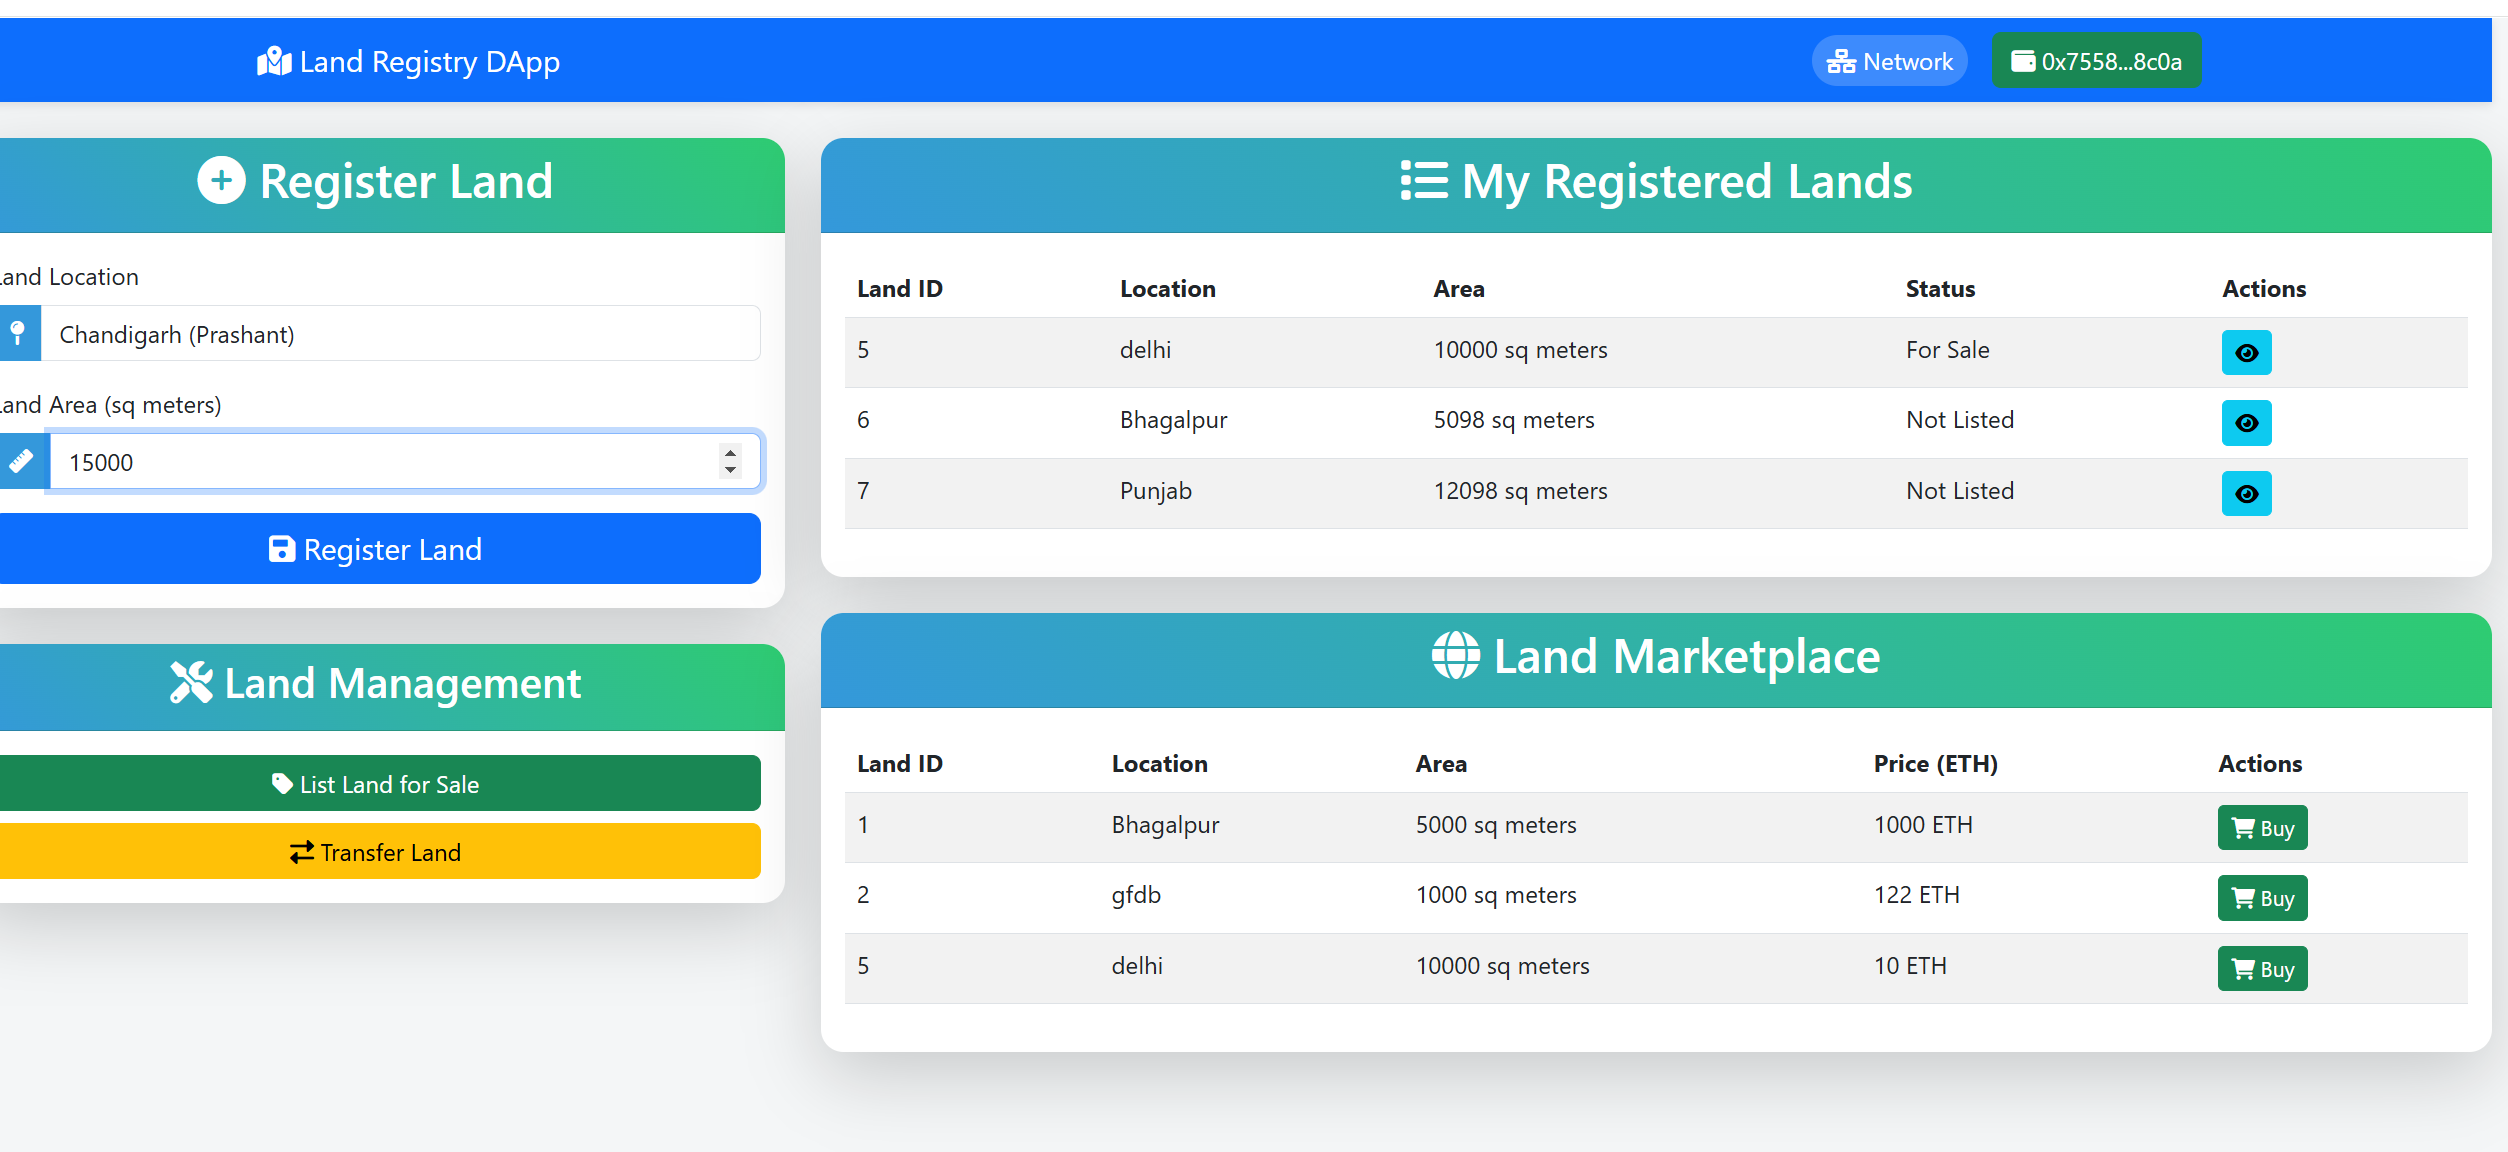 Land Registry DApp
Network
0x7558...8c0a
Register Land
Land Location
Chandigarh (Prashant)
Land Area (sq meters)
15000
Register Land
Land Management
List Land for Sale
Transfer Land
My Registered Lands
Land ID Location Area Status Actions
5 delhi 10000 sq meters For Sale
6 Bhagalpur 5098 sq meters Not Listed
7 Punjab 12098 sq meters Not Listed
Land Marketplace
Land ID Location Area Price (ETH) Actions
1 Bhagalpur 5000 sq meters 1000 ETH Buy
2 gfdb 1000 sq meters 122 ETH Buy
5 delhi 10000 sq meters 10 ETH Buy